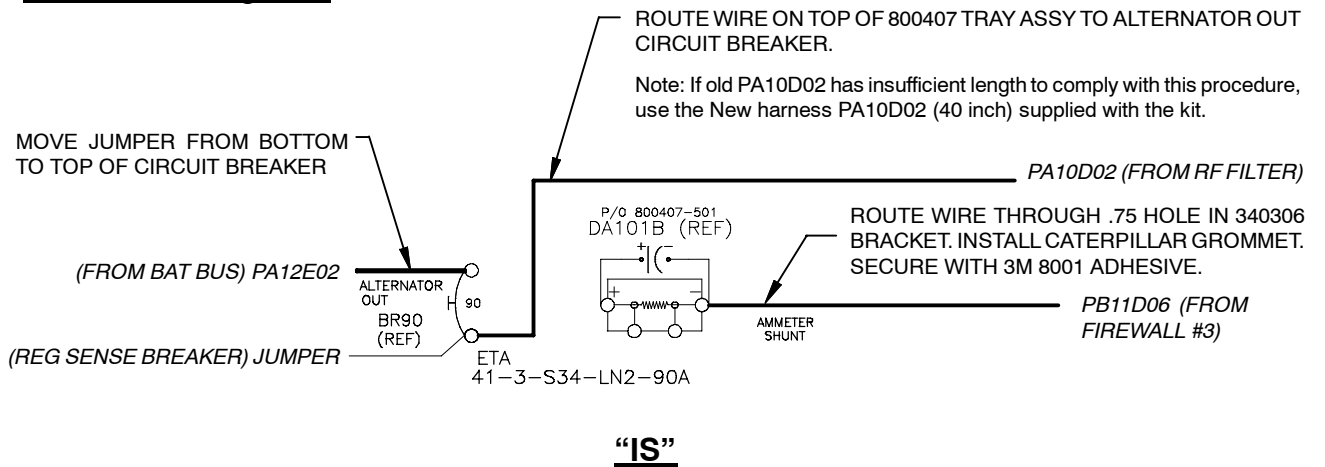 ROUTE WIRE ON TOP OF 800407 TRAY ASSY TO ALTERNATOR OUT
CIRCUIT BREAKER.
Note: If old PA10D02 has insufficient length to comply with this procedure,
use the New harness PA10D02 (40 inch) supplied with the kit.
MOVE JUMPER FROM BOTTOM
TO TOP OF CIRCUIT BREAKER
PA10D02 (FROM RF FILTER)
P/O 800407-501
DA101B (REF)
+ -
ROUTE WIRE THROUGH .75 HOLE IN 340306
BRACKET. INSTALL CATERPILLAR GROMMET.
SECURE WITH 3M 8001 ADHESIVE.
(FROM BAT BUS) PA12E02
ALTERNATOR
OUT
90
BR90
(REF)
+ -
AMMETER
SHUNT
PB11D06 (FROM
FIREWALL #3)
(REG SENSE BREAKER) JUMPER
ETA
41-3-S34-LN2-90A
“IS”